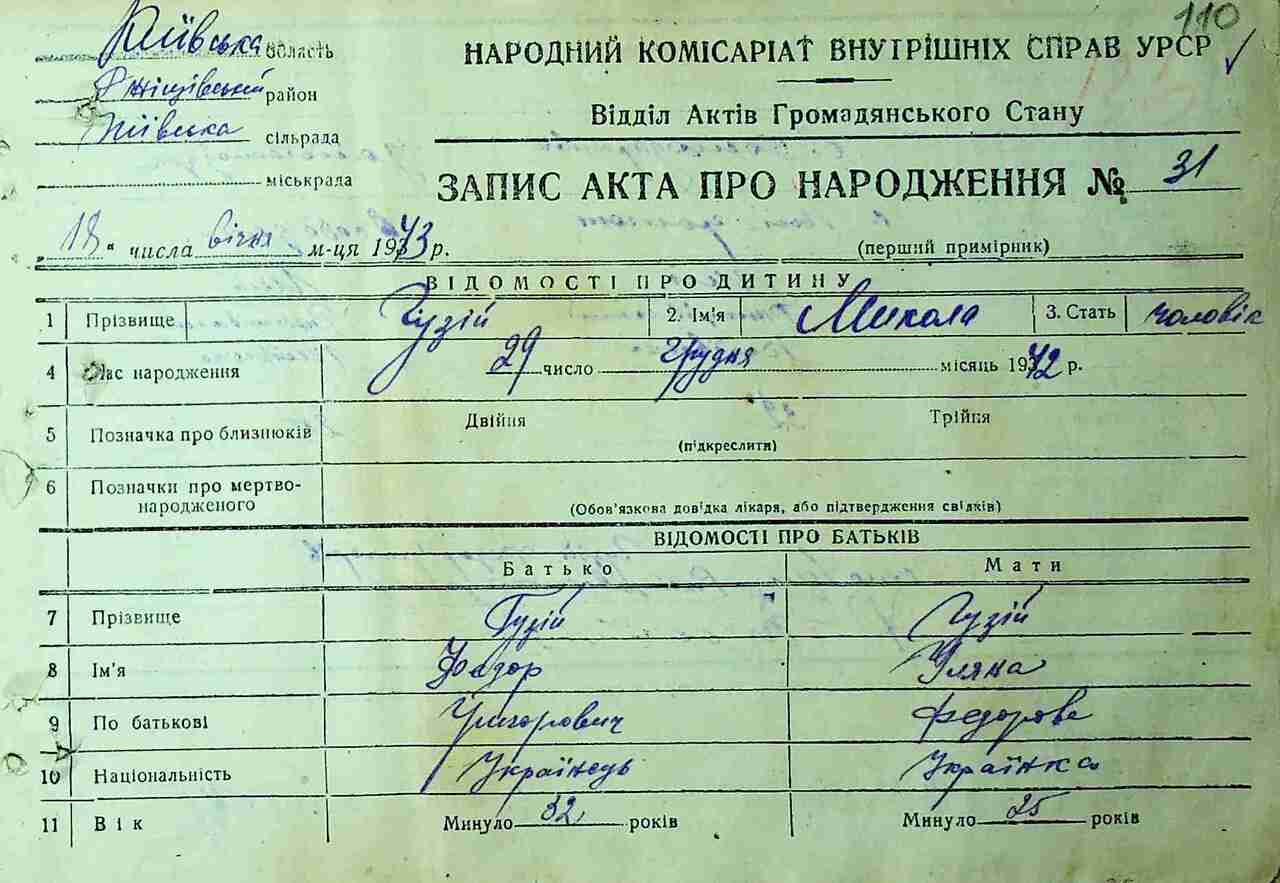 110
Київська область
Ржищівський район
сільрада
міськрада
НАРОДНИЙ КОМІСАРІАТ ВНУТРІШНІХ СПРАВ УРСР
Відділ Актів Громадянського Стану
ЗАПИС АКТА ПРО НАРОДЖЕННЯ № 31
(перший примірник)
„18" числа січня м-ця 1943 р.
ВІДОМОСТІ ПРО ДИТИНУ
1 Прізвище Гузій 2. Ім'я Микола 3. Стать чоловік
4 Час народження 29 число Грудня місяць 1942 р.
5 Позначка про близнюків Двійня Трійня
(підкреслити)
6 Позначки про мертво-
народженого (Обов'язкова довідка лікаря, або підтвердження свідків)
ВІДОМОСТІ ПРО БАТЬКІВ
Батько Мати
7 Прізвище Гузій Гузій
8 Ім'я Уляна
9 По батькові Григорович Федоровс
10 Національність Українець Українка
11 Вік Минуло 32 років Минуло 25 років